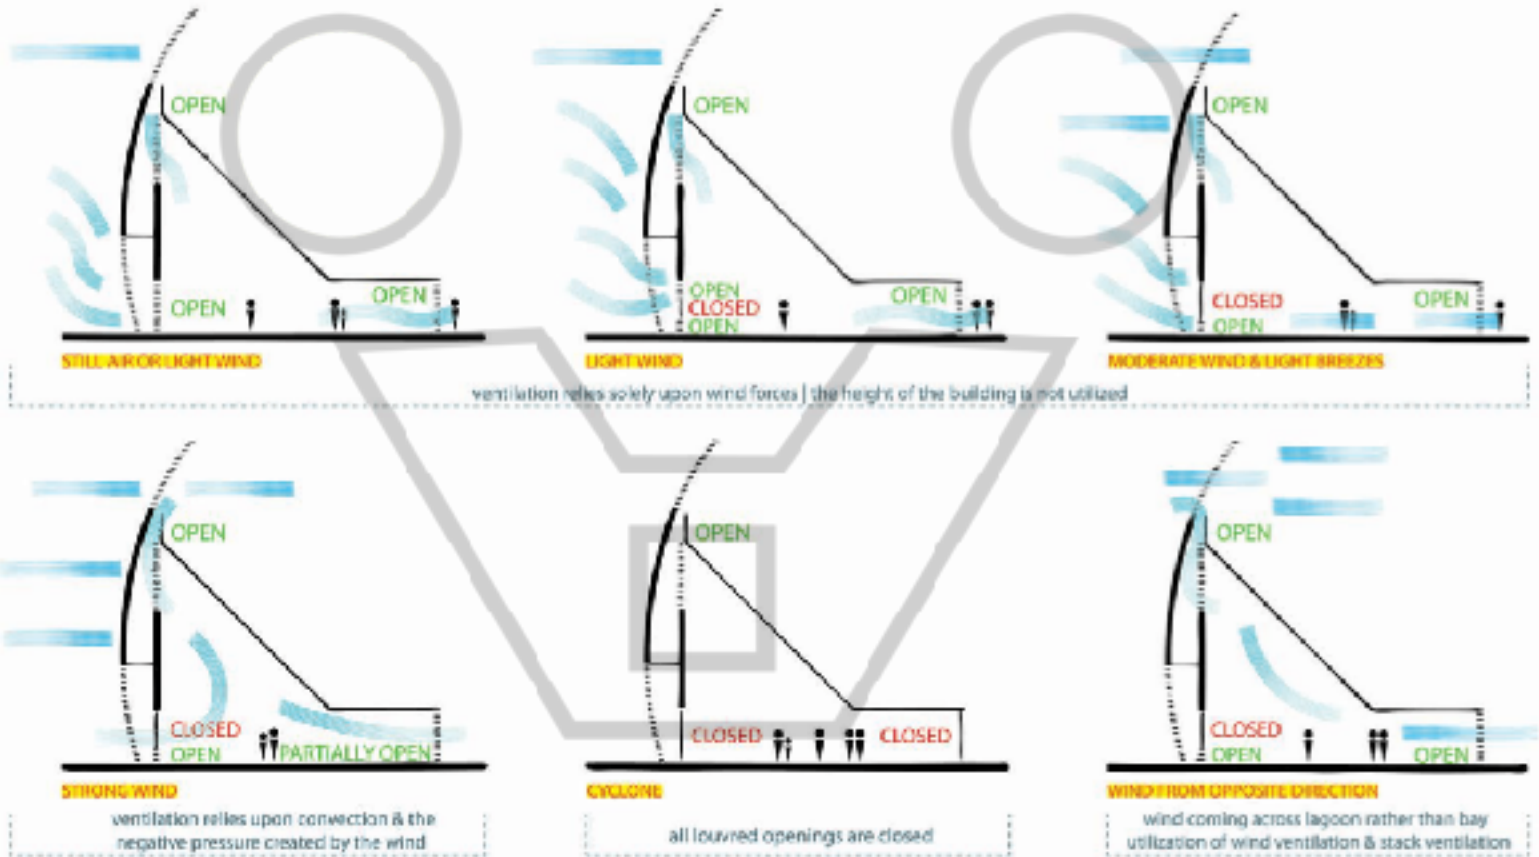 OPEN
OPEN
OPEN
STILL AIR OR LIGHT WIND
OPEN
OPEN
CLOSED
OPEN
OPEN
LIGHT WIND
OPEN
CLOSED
OPEN
OPEN
MODERATE WIND & LIGHT BREEZES
ventilation relies solely upon wind forces | the height of the building is not utilized
OPEN
CLOSED
OPEN
PARTIALLY OPEN
STRONG WIND
ventilation relies upon convection & the
negative pressure created by the wind
OPEN
CLOSED
CLOSED
CYCLONE
all louvred openings are closed
OPEN
CLOSED
OPEN
OPEN
WIND FROM OPPOSITE DIRECTION
wind coming across lagoon rather than bay
utilization of wind ventilation & stack ventilation